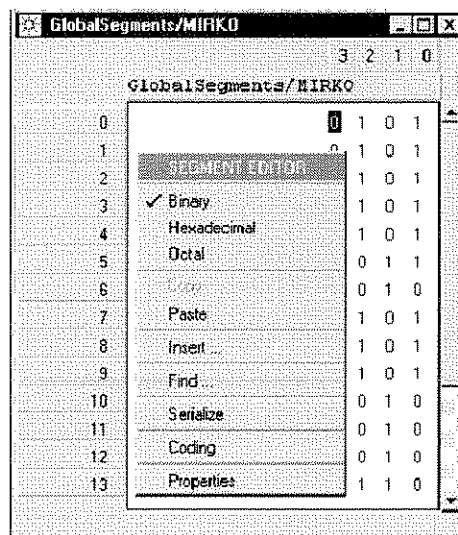 GlobalSegments/MIRKO
3 2 1 0
GlobalSegments/MIRKO
0 0 1 0 1
1 0 1 0 1
2 1 0 1
3 1 0 1
4 1 0 1
5 0 1 1
6 0 1 0
7 1 0 1
8 1 0 1
9 1 0 1
10 0 1 0
11 0 1 0
12 0 1 0
13 1 1 0
SEGMENT EDITOR
✓ Binary
Hexadecimal
Octal
Copy
Paste
Insert ...
Find ...
Serialize
Coding
Properties